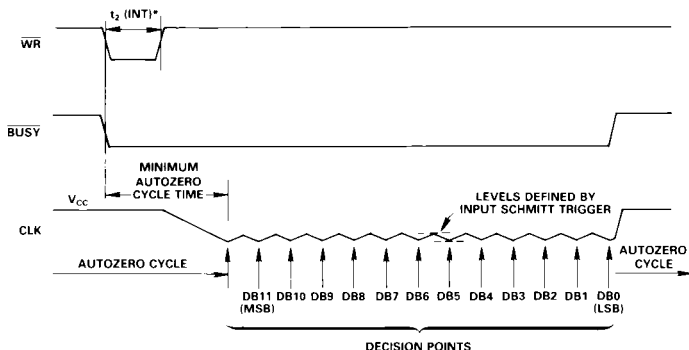 t₂ (INT)*
WR
BUSY
MINIMUM
AUTOZERO
CYCLE TIME
VCC
LEVELS DEFINED BY
INPUT SCHMITT TRIGGER
CLK
AUTOZERO CYCLE
AUTOZERO
CYCLE
DB11 DB10 DB9 DB8 DB7 DB6 DB5 DB4 DB3 DB2 DB1 DB0
(MSB) (LSB)
DECISION POINTS